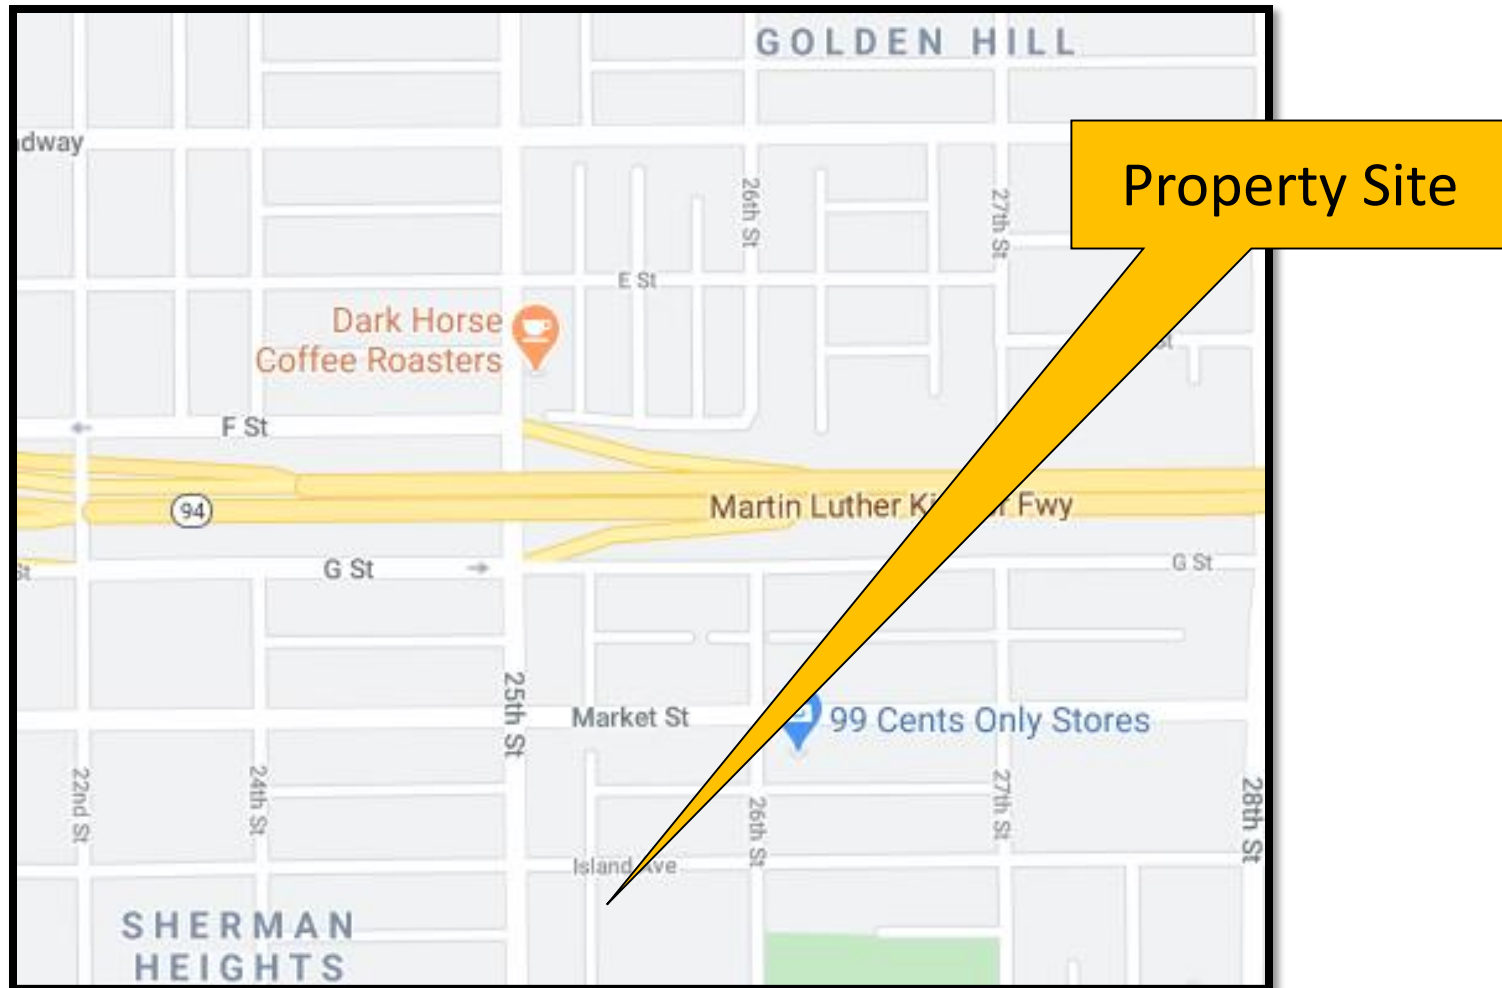 GOLDEN HILL
dway
Property Site
26th St
27th St
E St
Dark Horse
Coffee Roasters
F St
94
Martin Luther K r Fwy
G St
G St
25th St
Market St
99 Cents Only Stores
22nd St
24th St
26th St
27th St
28th St
Island Ave
SHERMAN
HEIGHTS